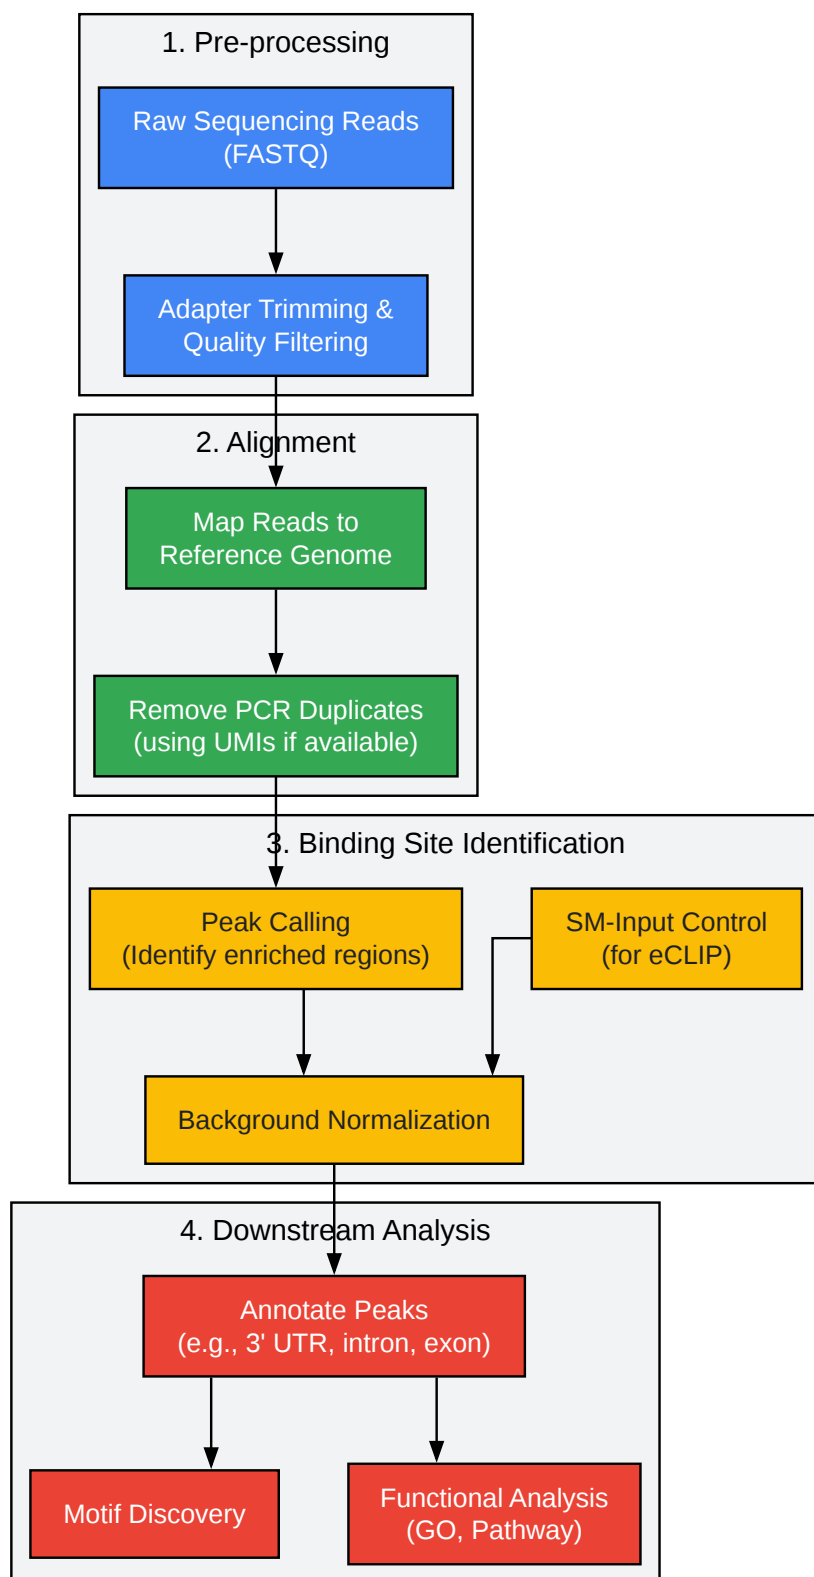 1. Pre-processing
Raw Sequencing Reads
(FASTQ)
Adapter Trimming &
Quality Filtering
2. Alignment
Map Reads to
Reference Genome
Remove PCR Duplicates
(using UMIs if available)
3. Binding Site Identification
Peak Calling
(Identify enriched regions)
SM-Input Control
(for eCLIP)
Background Normalization
4. Downstream Analysis
Annotate Peaks
(e.g., 3' UTR, intron, exon)
Motif Discovery
Functional Analysis
(GO, Pathway)